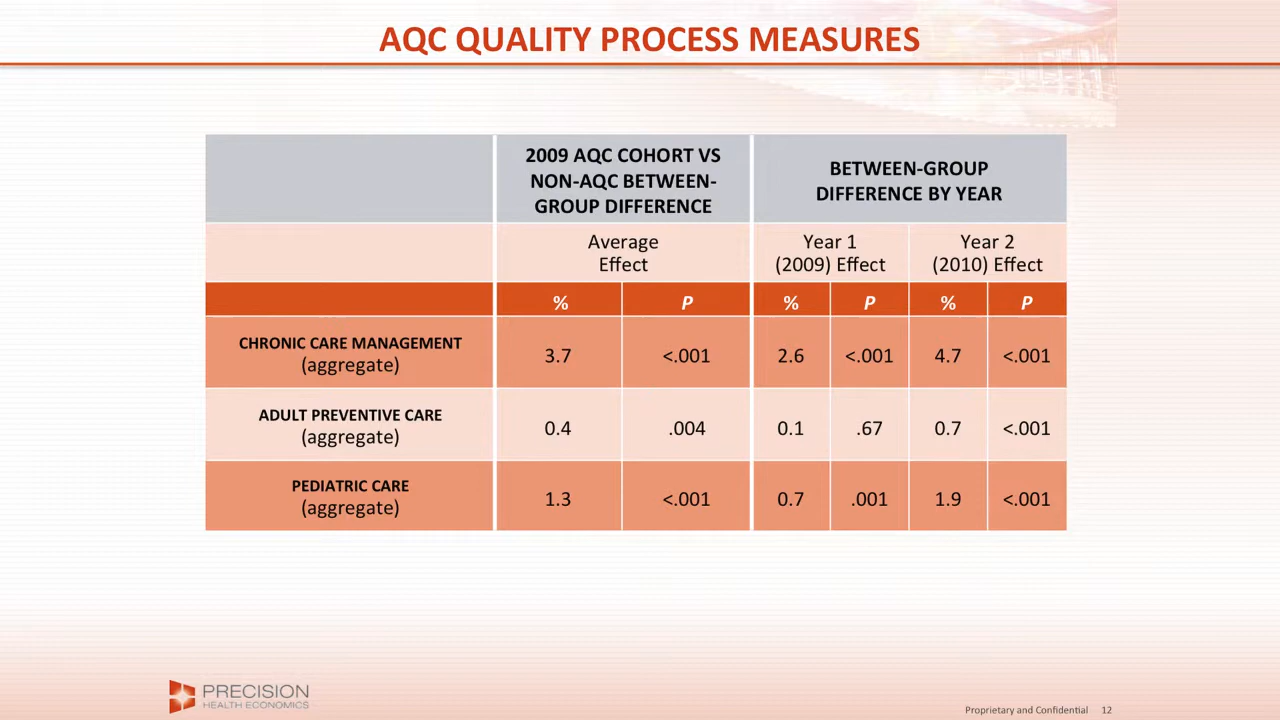 AQC QUALITY PROCESS MEASURES
2009 AQC COHORT VS
NON-AQC BETWEEN-
GROUP DIFFERENCE
BETWEEN-GROUP
DIFFERENCE BY YEAR
Average
Effect
Year 1
(2009) Effect
Year 2
(2010) Effect
% P % P % P
CHRONIC CARE MANAGEMENT
(aggregate)
3.7 <.001 2.6 <.001 4.7 <.001
ADULT PREVENTIVE CARE
(aggregate)
0.4 .004 0.1 .67 0.7 <.001
PEDIATRIC CARE
(aggregate)
1.3 <.001 0.7 .001 1.9 <.001
PRECISION
HEALTH ECONOMICS
Proprietary and Confidential 12